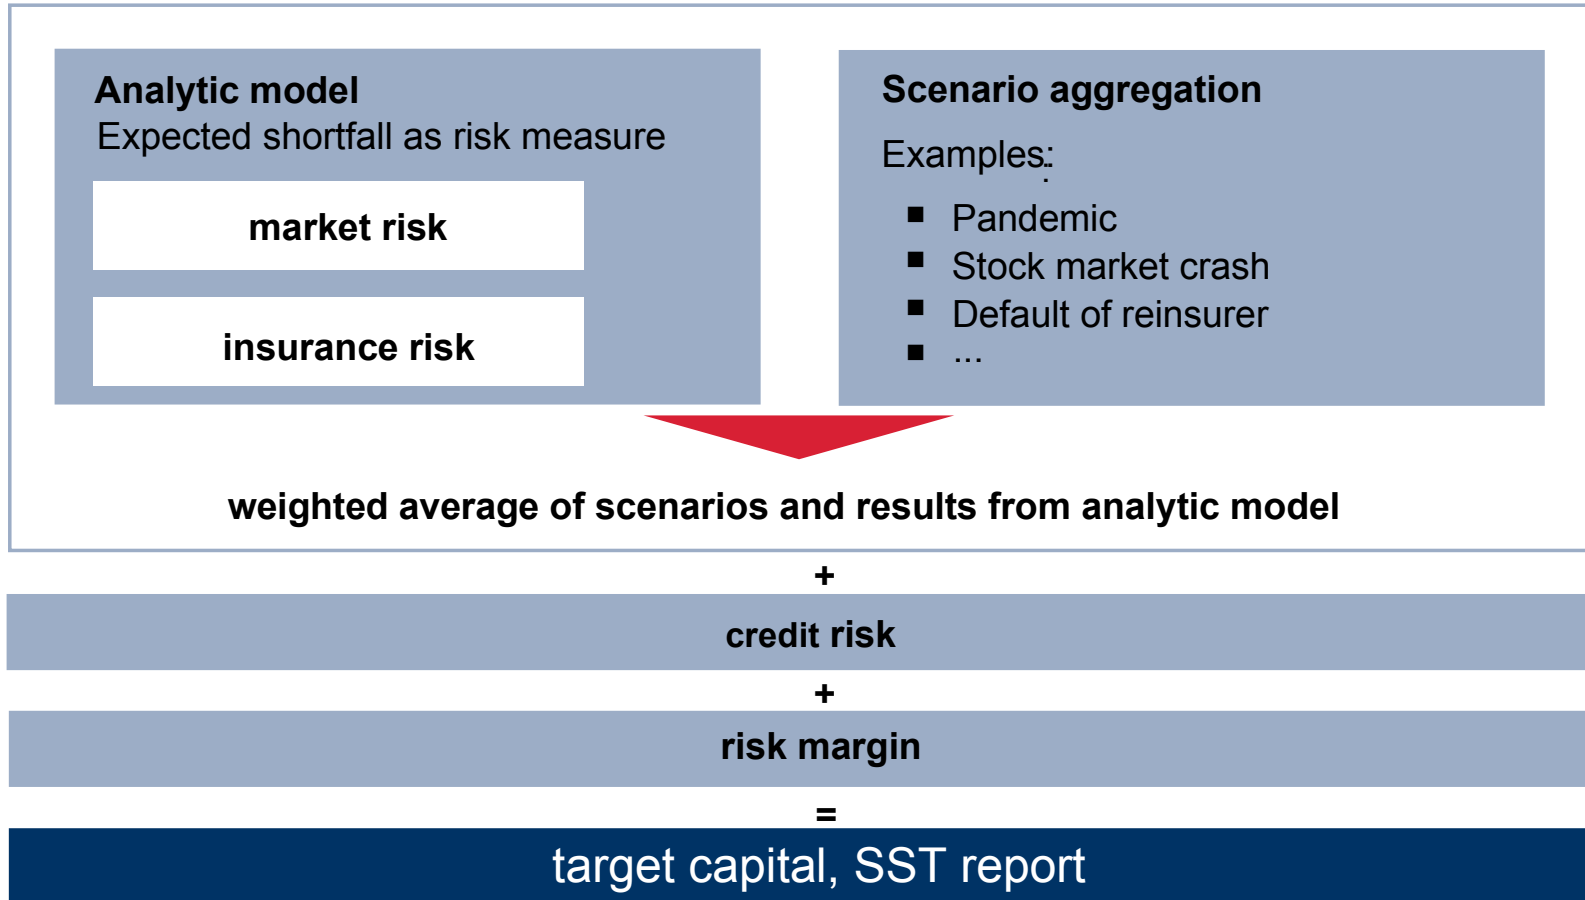 Analytic model
Expected shortfall as risk measure
market risk
insurance risk
Scenario aggregation
Examples:
:
▪ Pandemic
▪ Stock market crash
▪ Default of reinsurer
▪ ...
weighted average of scenarios and results from analytic model
+
credit risk
+
risk margin
=
target capital, SST report